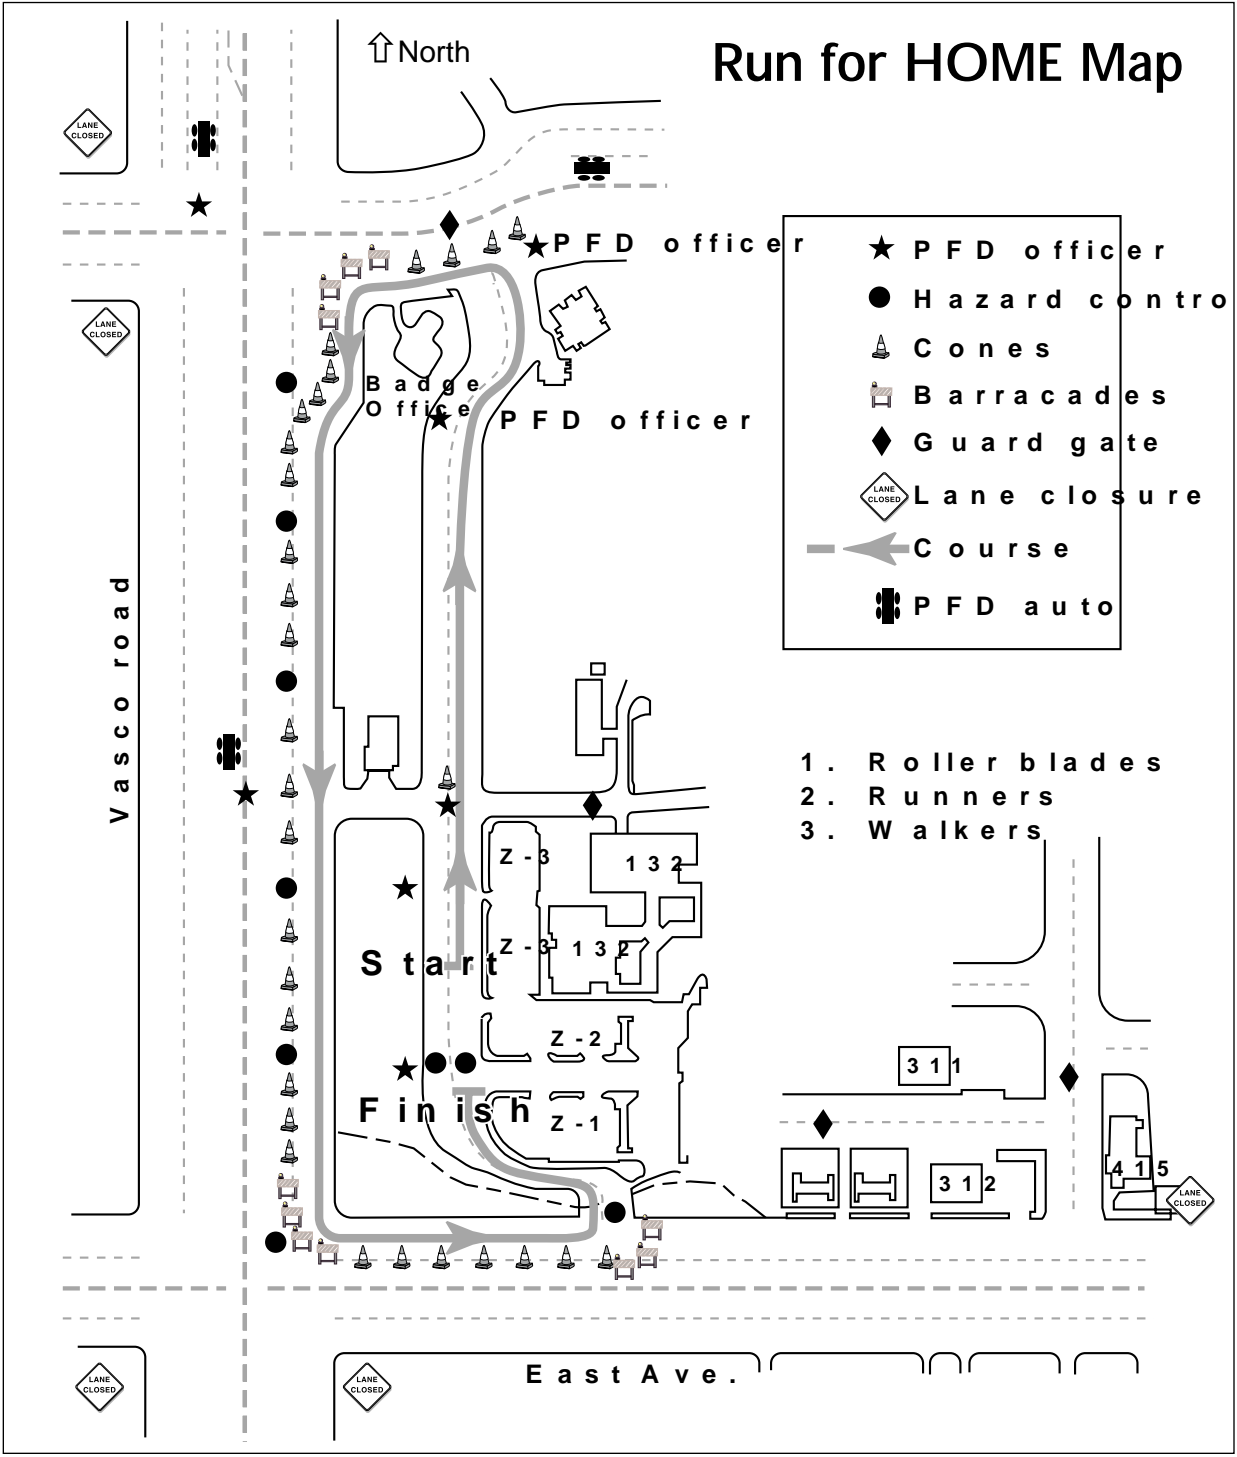 North
Run for HOME Map
LANE
CLOSED
PFD officer
PFD officer
Hazard contro
LANE
CLOSED
Cones
Badge
Office
Barracades
PFD officer
Guard gate
LANE
CLOSED
Lane closure
Course
PFD auto
Vasco road
1. Roller blades
2. Runners
3. Walkers
Z-3
132
Z-3
132
Start
Z-2
311
Finish
Z-1
312
415
LANE
CLOSED
East Ave.
LANE
CLOSED
LANE
CLOSED